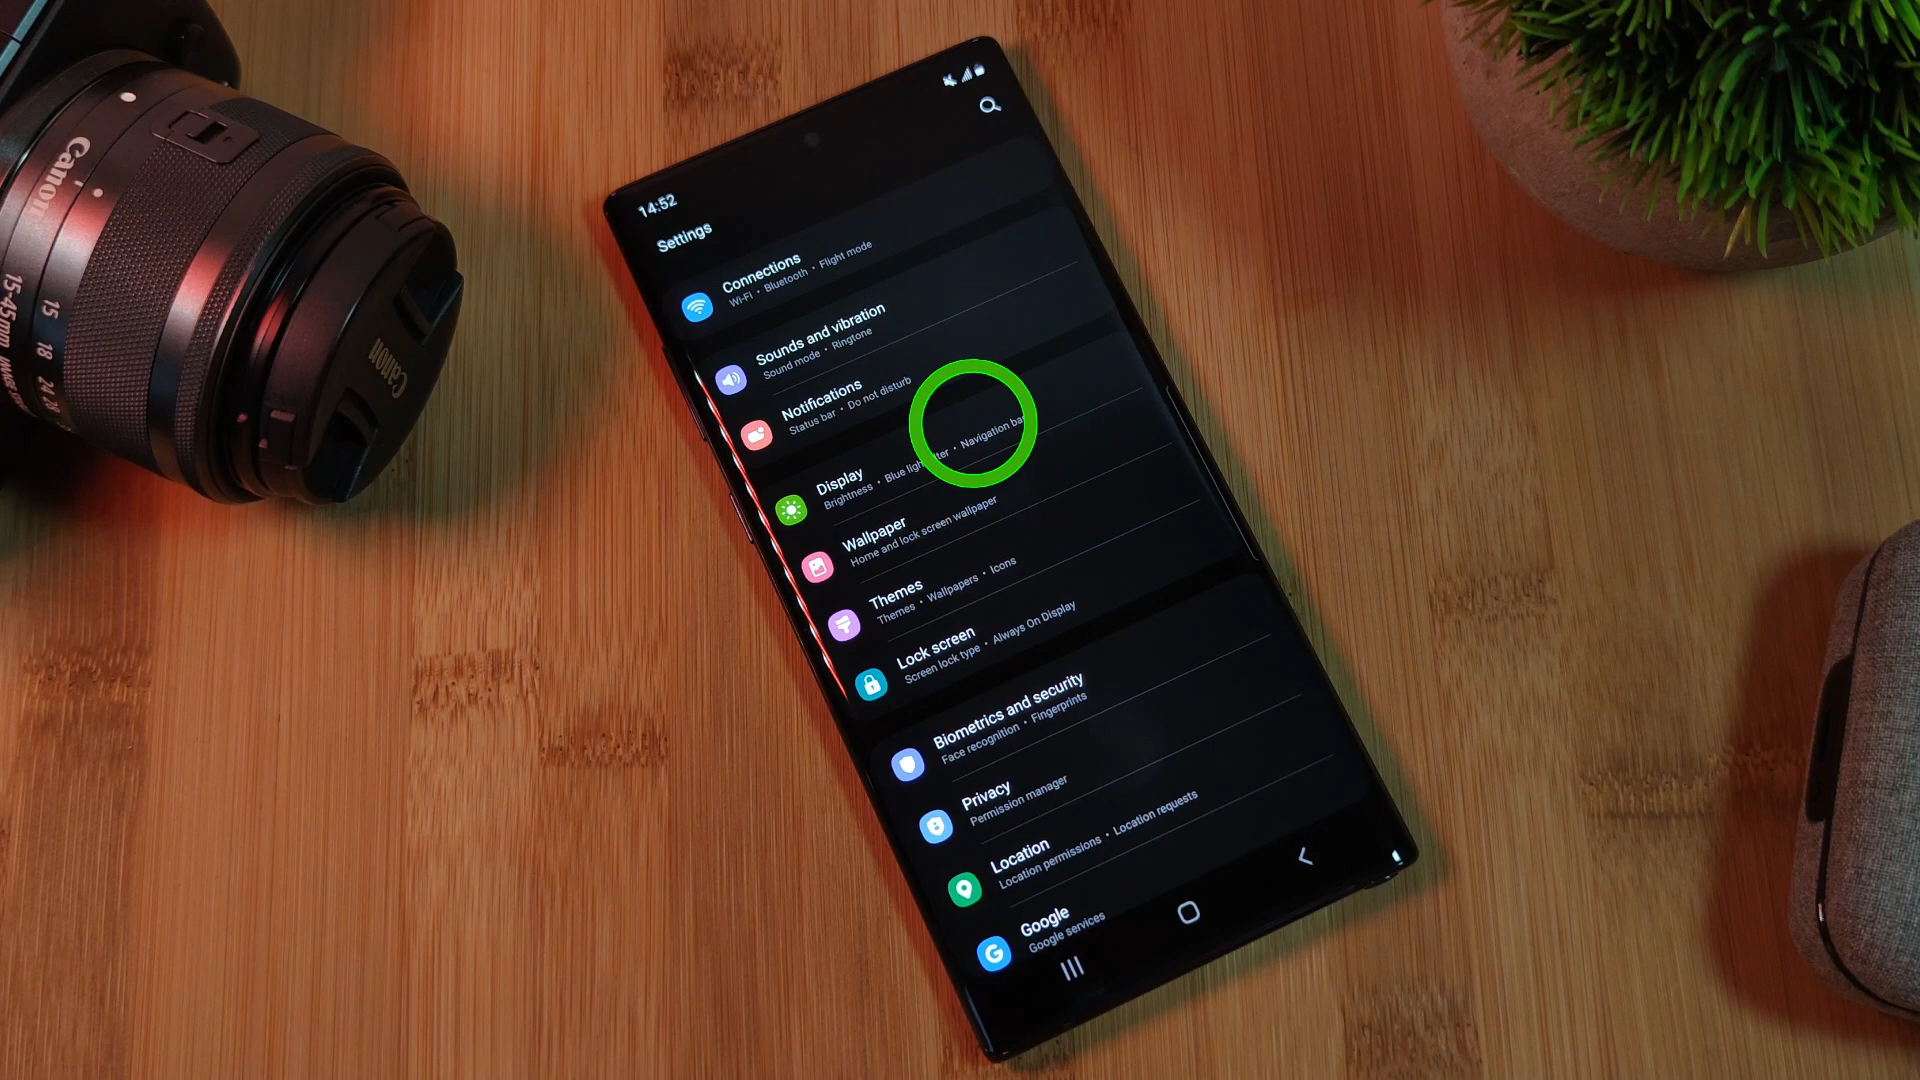 14:52
Settings
Connections
Wi-Fi • Bluetooth • Flight mode
Sounds and vibration
Sound mode • Ringtone
Notifications
Status bar • Do not disturb
Display
Brightness • Blue light filter • Navigation bar
Wallpaper
Home and lock screen wallpaper
Themes
Themes • Wallpapers • Icons
Lock screen
Screen lock type • Always On Display
Biometrics and security
Face recognition • Fingerprints
Privacy
Permission manager
Location
Location permissions • Location requests
Google
Google services
G
Canon
15-45mm
15 18 24 28
Canon